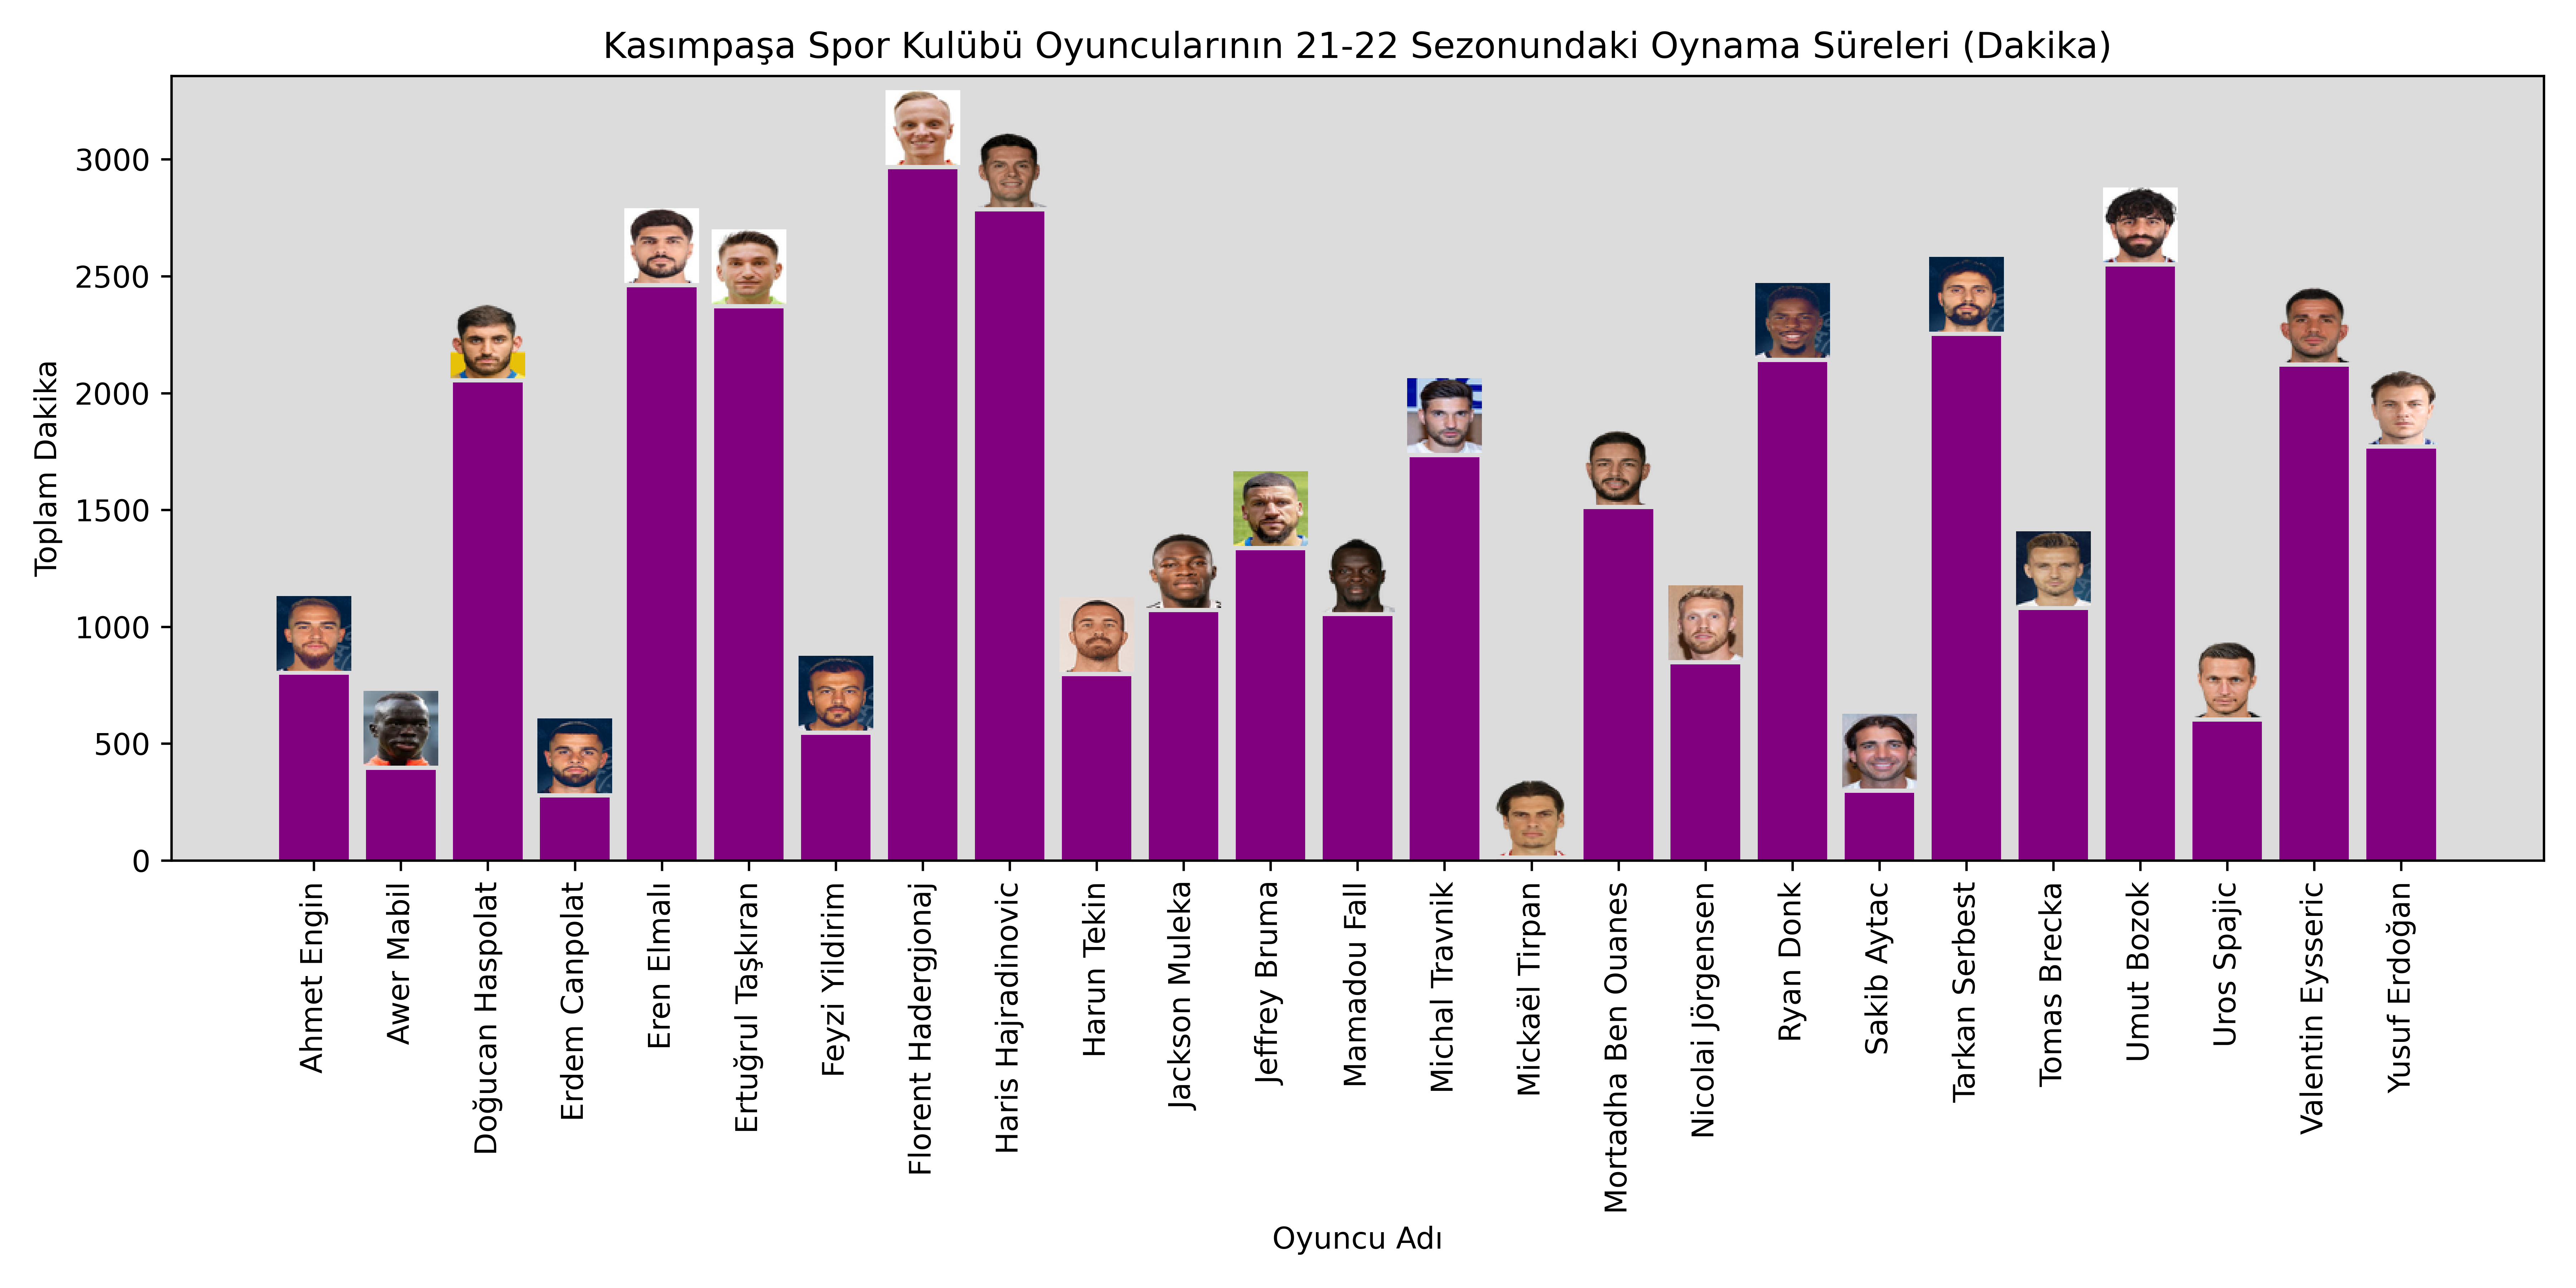 Kasımpaşa Spor Kulübü Oyuncularının 21-22 Sezonundaki Oynama Süreleri (Dakika)
Toplam Dakika
3000
2500
2000
1500
1000
500
0
Ahmet Engin
Awer Mabil
Doğucan Haspolat
Erdem Canpolat
Eren Elmalı
Ertuğrul Taşkıran
Feyzi Yildirim
Florent Hadergjonaj
Haris Hajradinovic
Harun Tekin
Jackson Muleka
Jeffrey Bruma
Mamadou Fall
Michal Travnik
Mickaël Tirpan
Mortadha Ben Ouanes
Nicolai Jörgensen
Ryan Donk
Sakib Aytac
Tarkan Serbest
Tomas Brecka
Umut Bozok
Uros Spajic
Valentin Eysseric
Yusuf Erdoğan
Oyuncu Adı